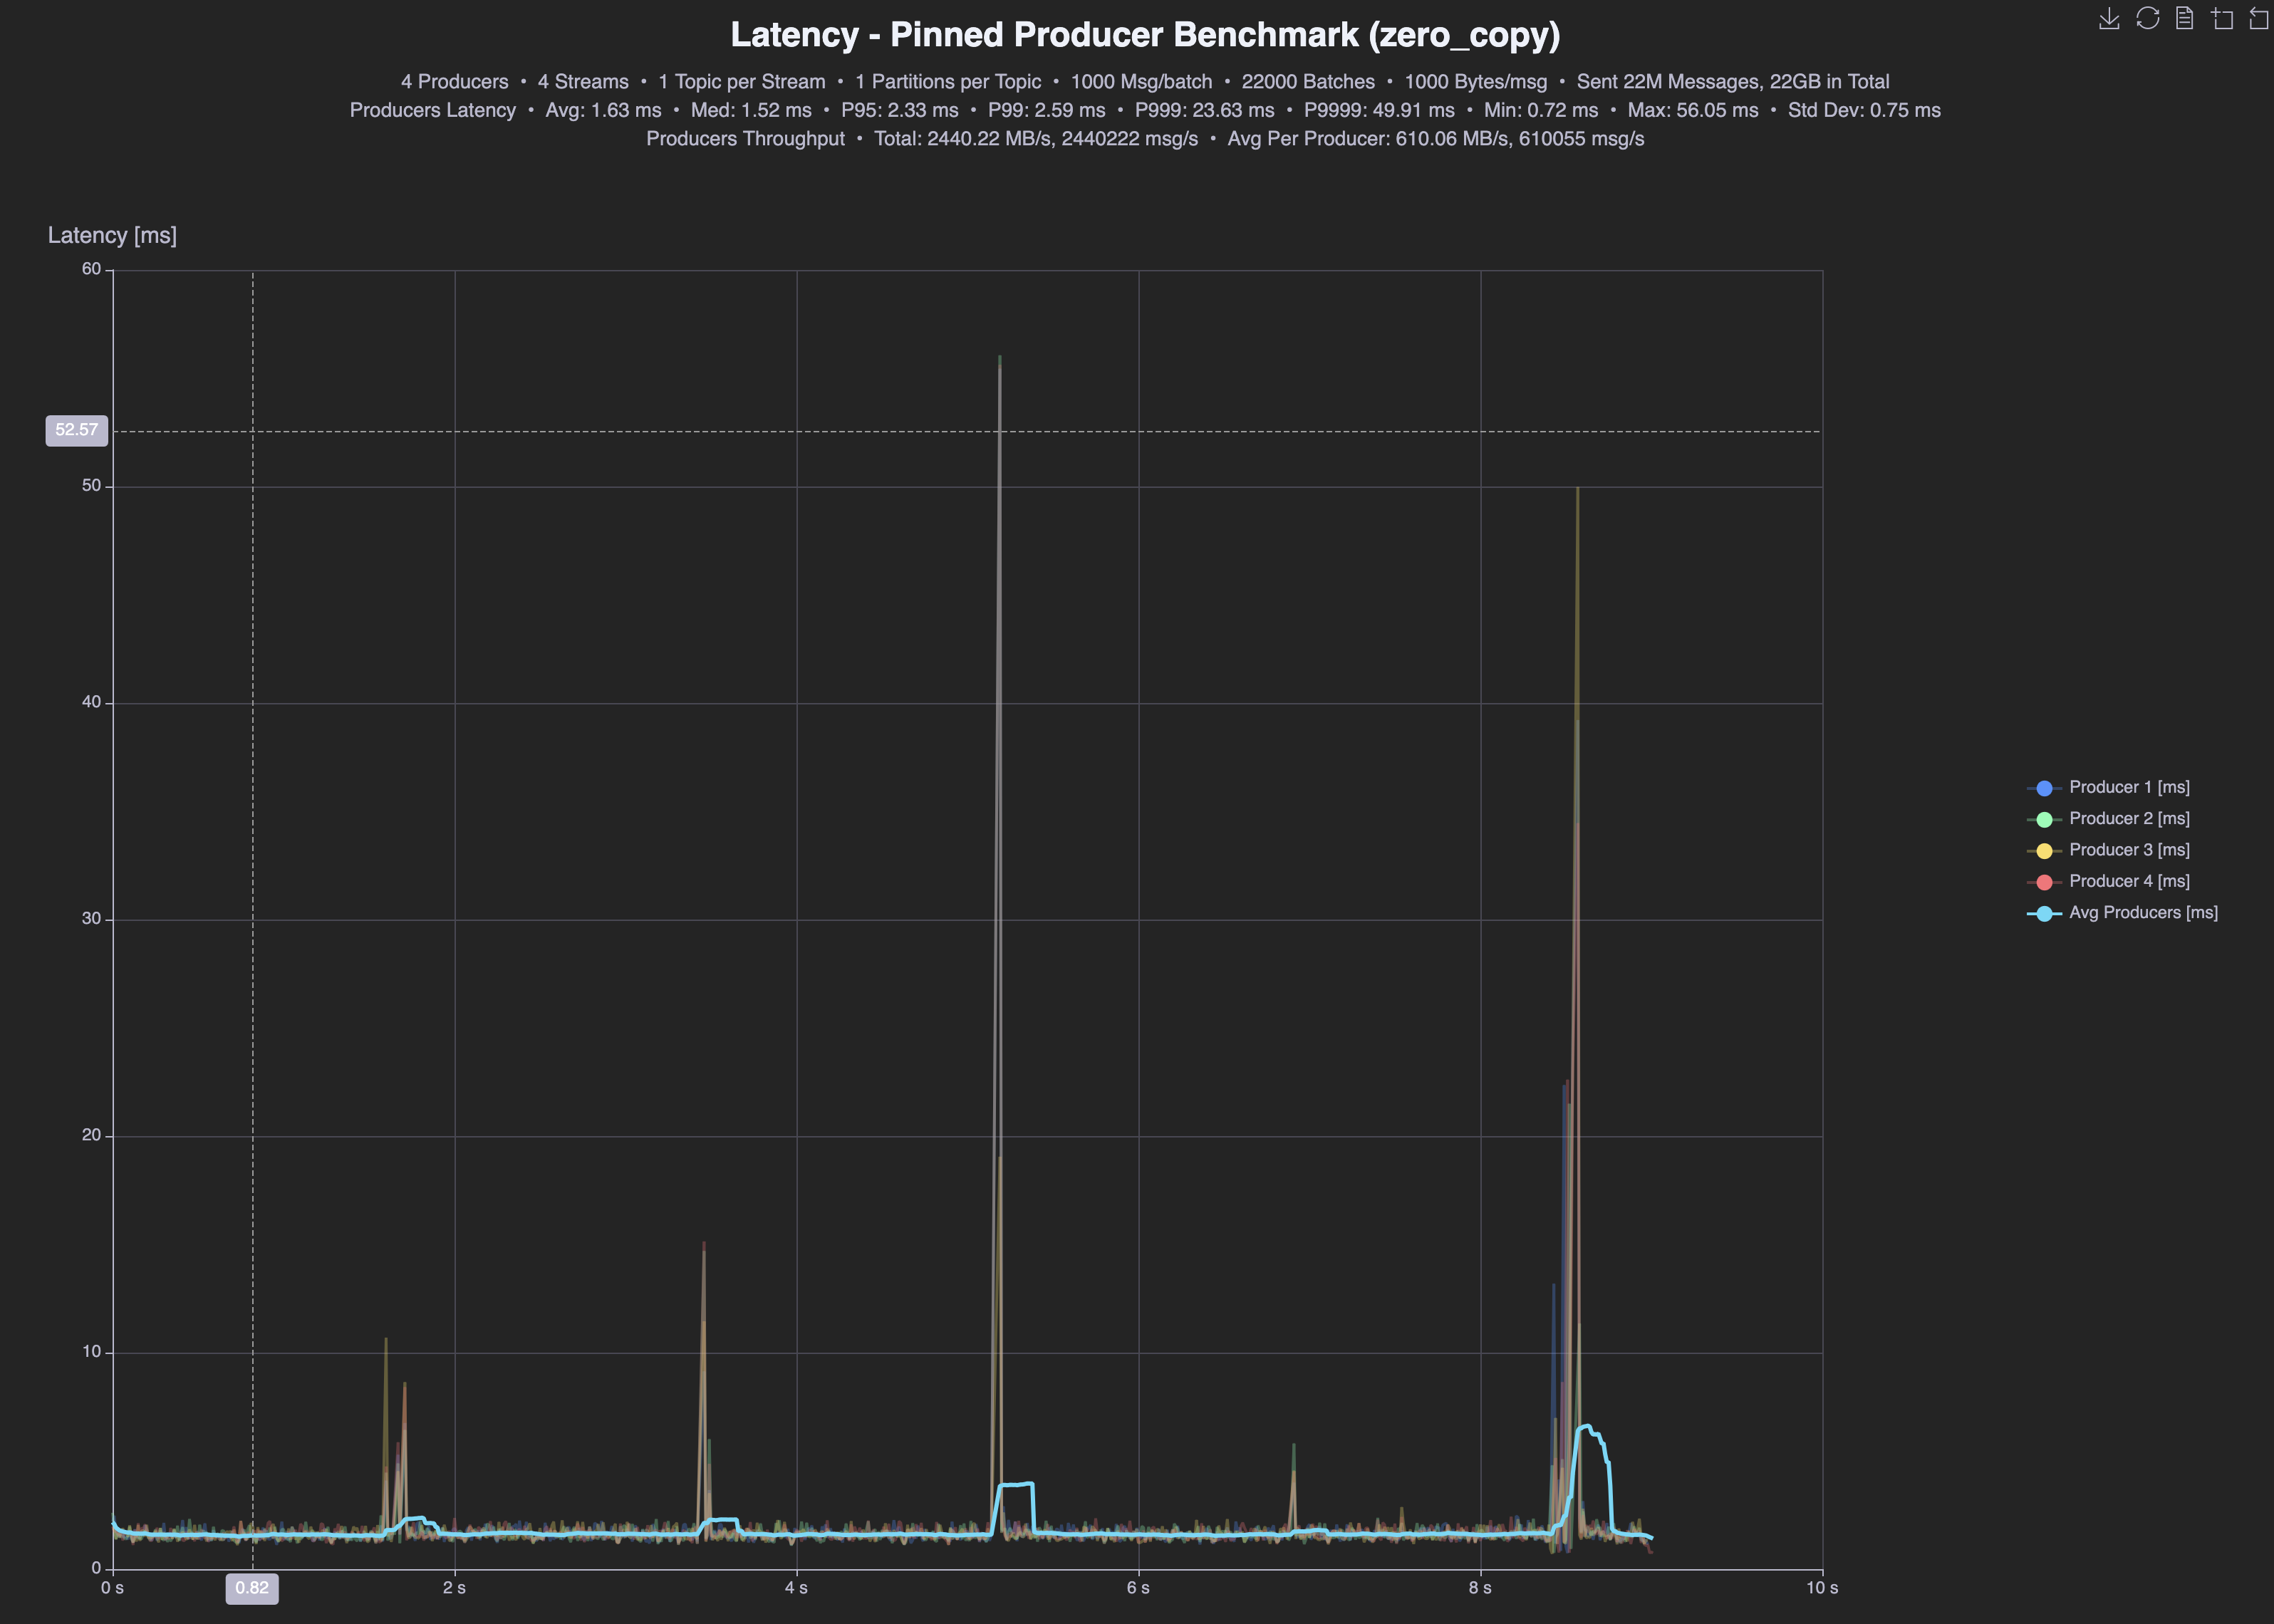 Latency - Pinned Producer Benchmark (zero_copy)
4 Producers • 4 Streams • 1 Topic per Stream • 1 Partitions per Topic • 1000 Msg/batch • 22000 Batches • 1000 Bytes/msg • Sent 22M Messages, 22GB in Total
Producers Latency • Avg: 1.63 ms • Med: 1.52 ms • P95: 2.33 ms • P99: 2.59 ms • P999: 23.63 ms • P9999: 49.91 ms • Min: 0.72 ms • Max: 56.05 ms • Std Dev: 0.75 ms
Producers Throughput • Total: 2440.22 MB/s, 2440222 msg/s • Avg Per Producer: 610.06 MB/s, 610055 msg/s
Latency [ms]
60
52.57
50
40
30
20
10
0
0 s
0.82
2 s
4 s
6 s
8 s
10 s
Producer 1 [ms]
Producer 2 [ms]
Producer 3 [ms]
Producer 4 [ms]
Avg Producers [ms]